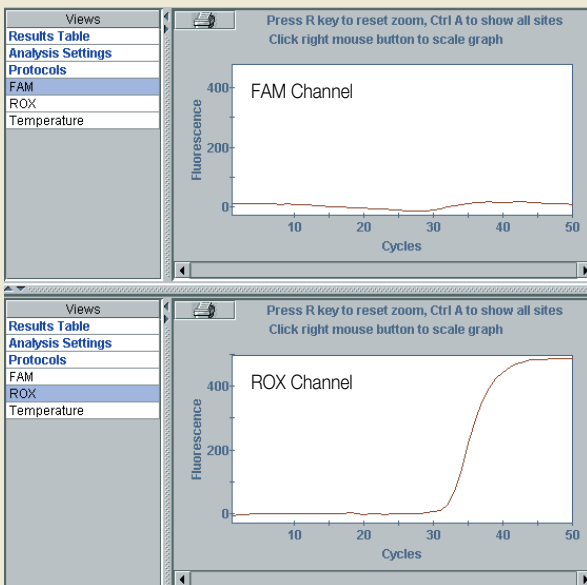 Views
Results Table
Analysis Settings
Protocols
FAM
ROX
Temperature
Press R key to reset zoom, Ctrl A to show all sites
Click right mouse button to scale graph
FAM Channel
Fluorescence
400
200
0
10 20 30 40 50
Cycles
Views
Results Table
Analysis Settings
Protocols
FAM
ROX
Temperature
Press R key to reset zoom, Ctrl A to show all sites
Click right mouse button to scale graph
ROX Channel
Fluorescence
400
200
0
10 20 30 40 50
Cycles